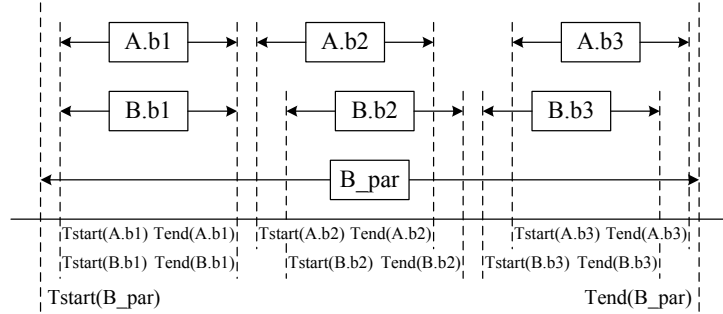 A.b1 A.b2 A.b3
B.b1 B.b2 B.b3
B_par
Tstart(A.b1) Tend(A.b1) Tstart(A.b2) Tend(A.b2) Tstart(A.b3) Tend(A.b3)
Tstart(B.b1) Tend(B.b1) Tstart(B.b2) Tend(B.b2) Tstart(B.b3) Tend(B.b3)
Tstart(B_par) Tend(B_par)